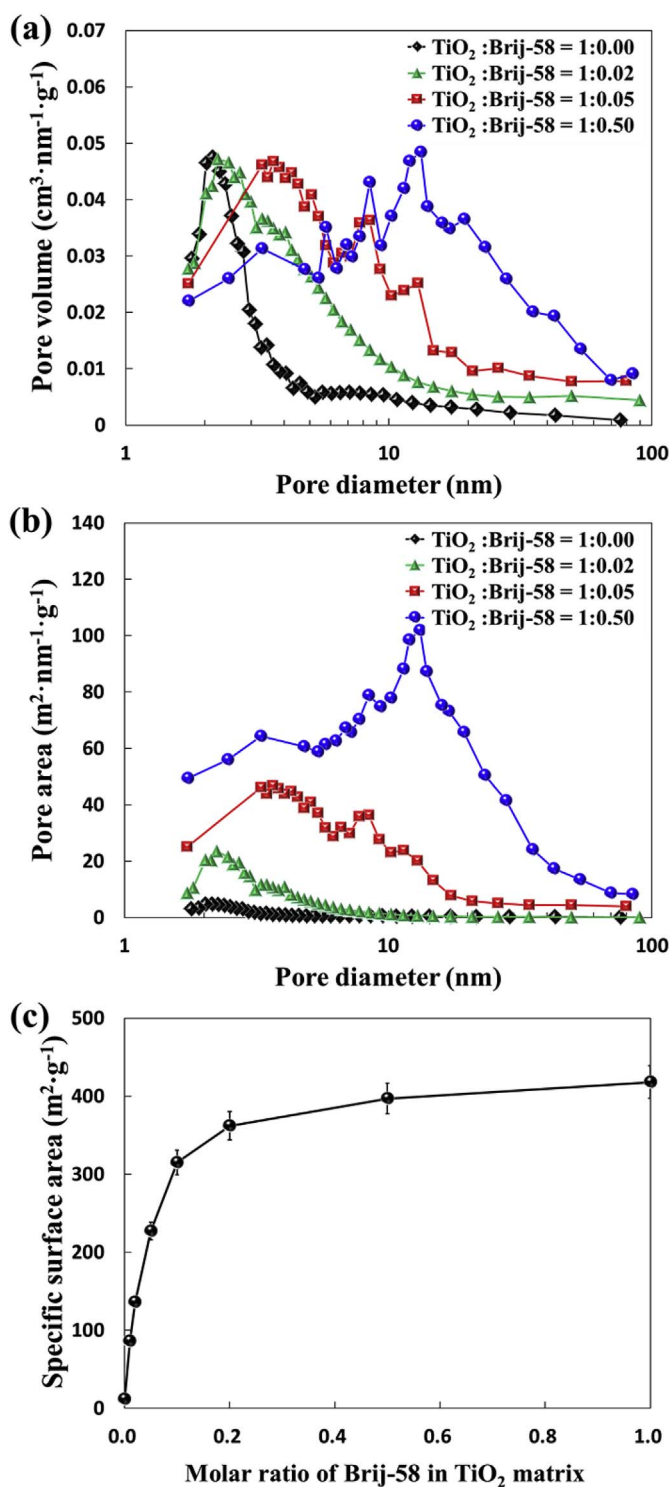 (a)
0.07
0.06
0.05
0.04
0.03
0.02
0.01
0.00
Pore volume (cm³·nm⁻¹·g⁻¹)
TiO₂ :Brij-58 = 1:0.00
TiO₂ :Brij-58 = 1:0.02
TiO₂ :Brij-58 = 1:0.05
TiO₂ :Brij-58 = 1:0.50
1 10 100
Pore diameter (nm)
(b)
140
120
100
80
60
40
20
0
Pore area (m²·nm⁻¹·g⁻¹)
TiO₂ :Brij-58 = 1:0.00
TiO₂ :Brij-58 = 1:0.02
TiO₂ :Brij-58 = 1:0.05
TiO₂ :Brij-58 = 1:0.50
1 10 100
Pore diameter (nm)
(c)
500
400
300
200
100
0
Specific surface area (m²·g⁻¹)
0.0 0.2 0.4 0.6 0.8 1.0
Molar ratio of Brij-58 in TiO₂ matrix